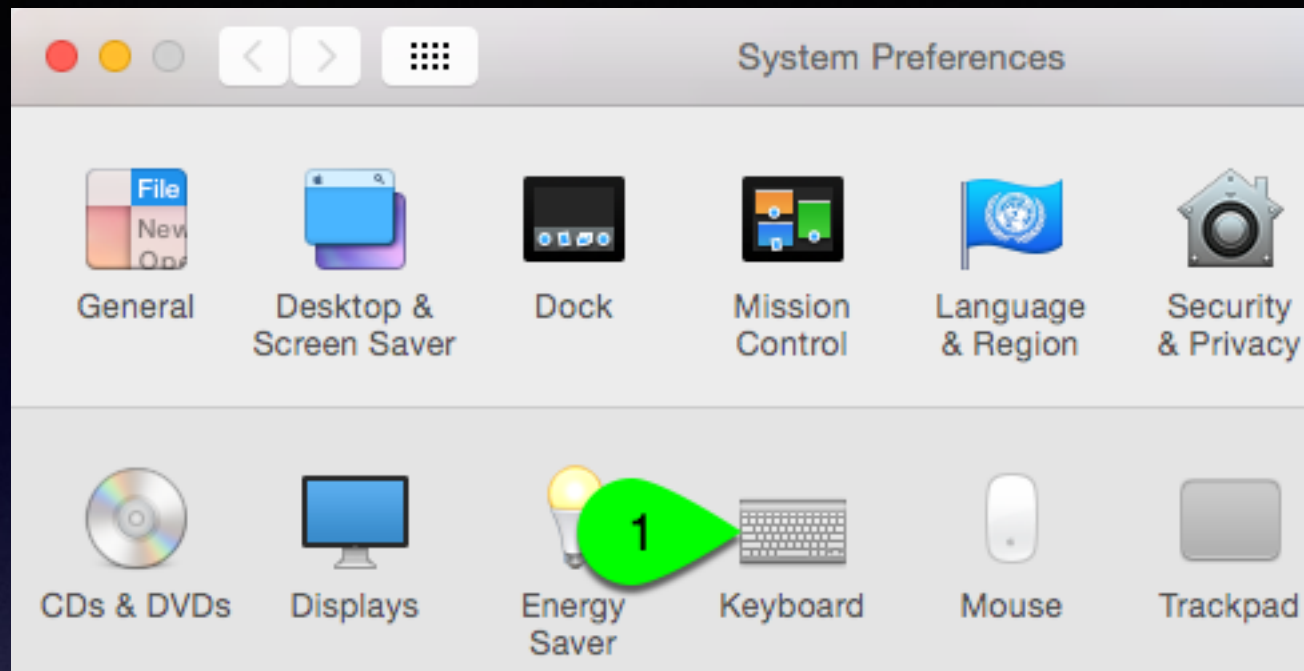 System Preferences
File
New
Ope
General
Desktop &
Screen Saver
Dock
Mission
Control
Language
& Region
Security
& Privacy
1
CDs & DVDs
Displays
Energy
Saver
Keyboard
Mouse
Trackpad